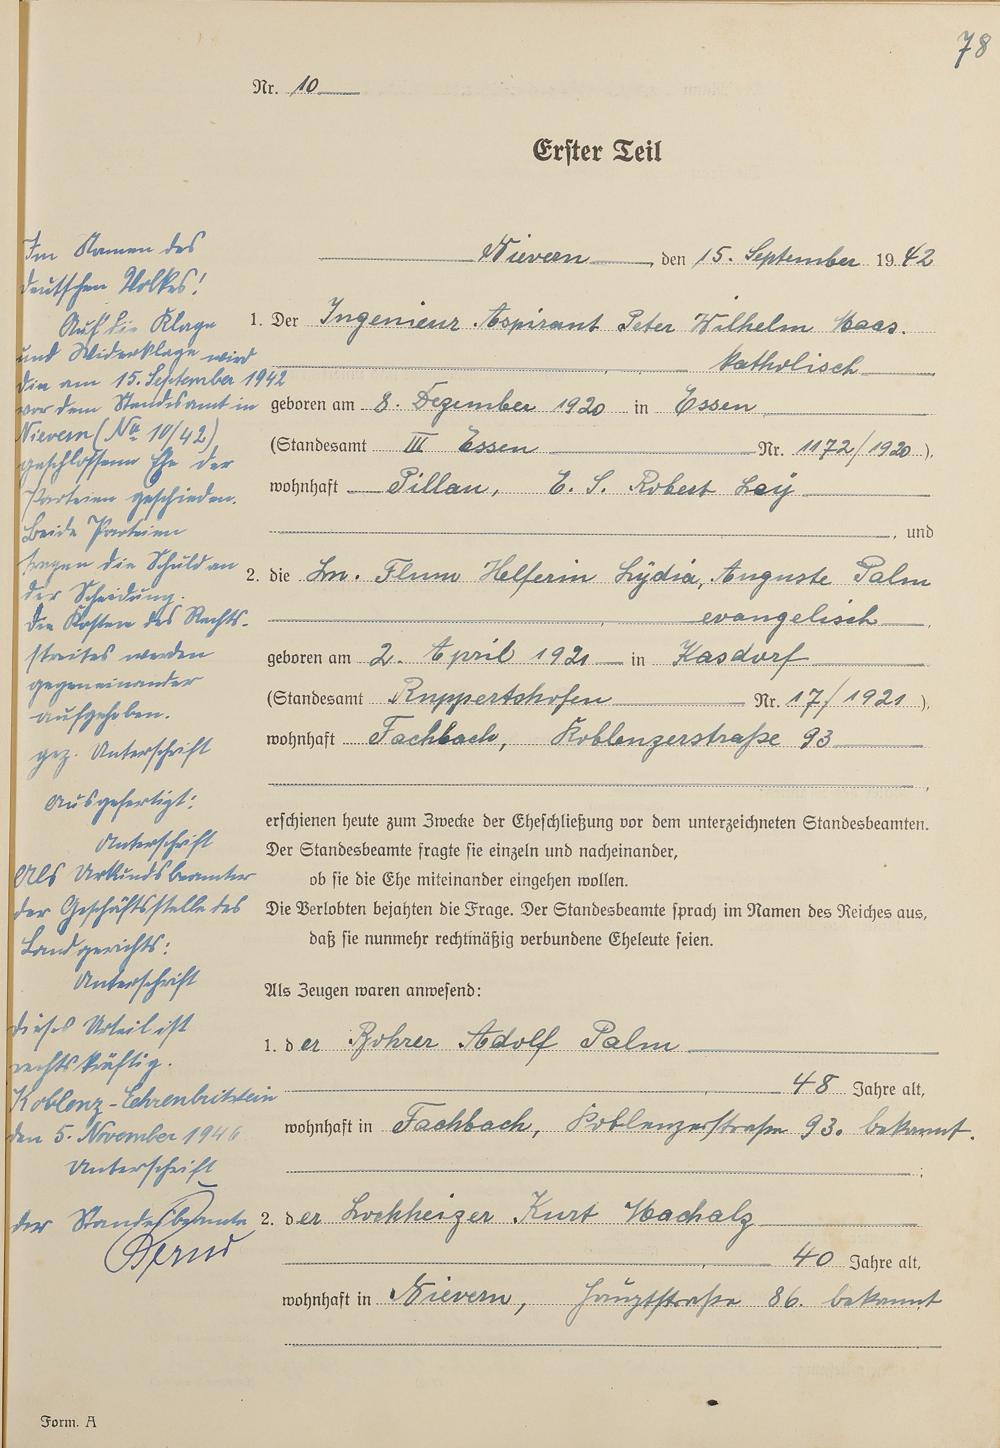 78
Nr. 10
Erster Teil
Nievern, den 15. September 1942
1. Der Ingenieur Aspirant Peter Wilhelm Maas.
katholisch
geboren am 8. Dezember 1920 in Essen
(Standesamt III Essen Nr. 1172/1920),
wohnhaft Pillau, E. S. Robert Ley
, und
2. die Ln. Flum Helferin Lydia, Auguste Palm
evangelisch,
geboren am 2. April 1921 in Kasdorf
(Standesamt Ruppertshofen Nr. 17/1921),
wohnhaft Fachbach, Koblenzerstraße 93
,
erschienen heute zum Zwecke der Eheschließung vor dem unterzeichneten Standesbeamten.
Der Standesbeamte fragte sie einzeln und nacheinander,
ob sie die Ehe miteinander eingehen wollen.
Die Verlobten bejahten die Frage. Der Standesbeamte sprach im Namen des Reiches aus,
daß sie nunmehr rechtmäßig verbundene Eheleute seien.
Als Zeugen waren anwesend:
1. der Bohrer Adolf Palm
48 Jahre alt,
wohnhaft in Fachbach, Koblenzerstraße 93. bekannt.
;
2. der Lokheizer Kurt Machalz
40 Jahre alt,
wohnhaft in Nievern, Hauptstraße 86. bekannt
Im Namen des
deutschen Volkes!
Auf die Klage
und Widerklage wird
die am 15. September 1942
vor dem Standesamt in
Nievern (No 10/42)
geschlossene Ehe der
Parteien geschieden.
Beide Parteien
tragen die Schuld an
der Scheidung.
Die Kosten des Rechts-
streites werden
gegeneinander
aufgehoben.
gez. Unterschrift
Ausgefertigt:
Unterschrift
Als Urkundsbeamter
der Geschäftsstelle des
Landgerichts:
Unterschrift
Dieses Urteil ist
rechtskräftig.
Koblenz-Ehrenbreitstein
den 5. November 1946
Unterschrift
der Standesbeamte
Form. A